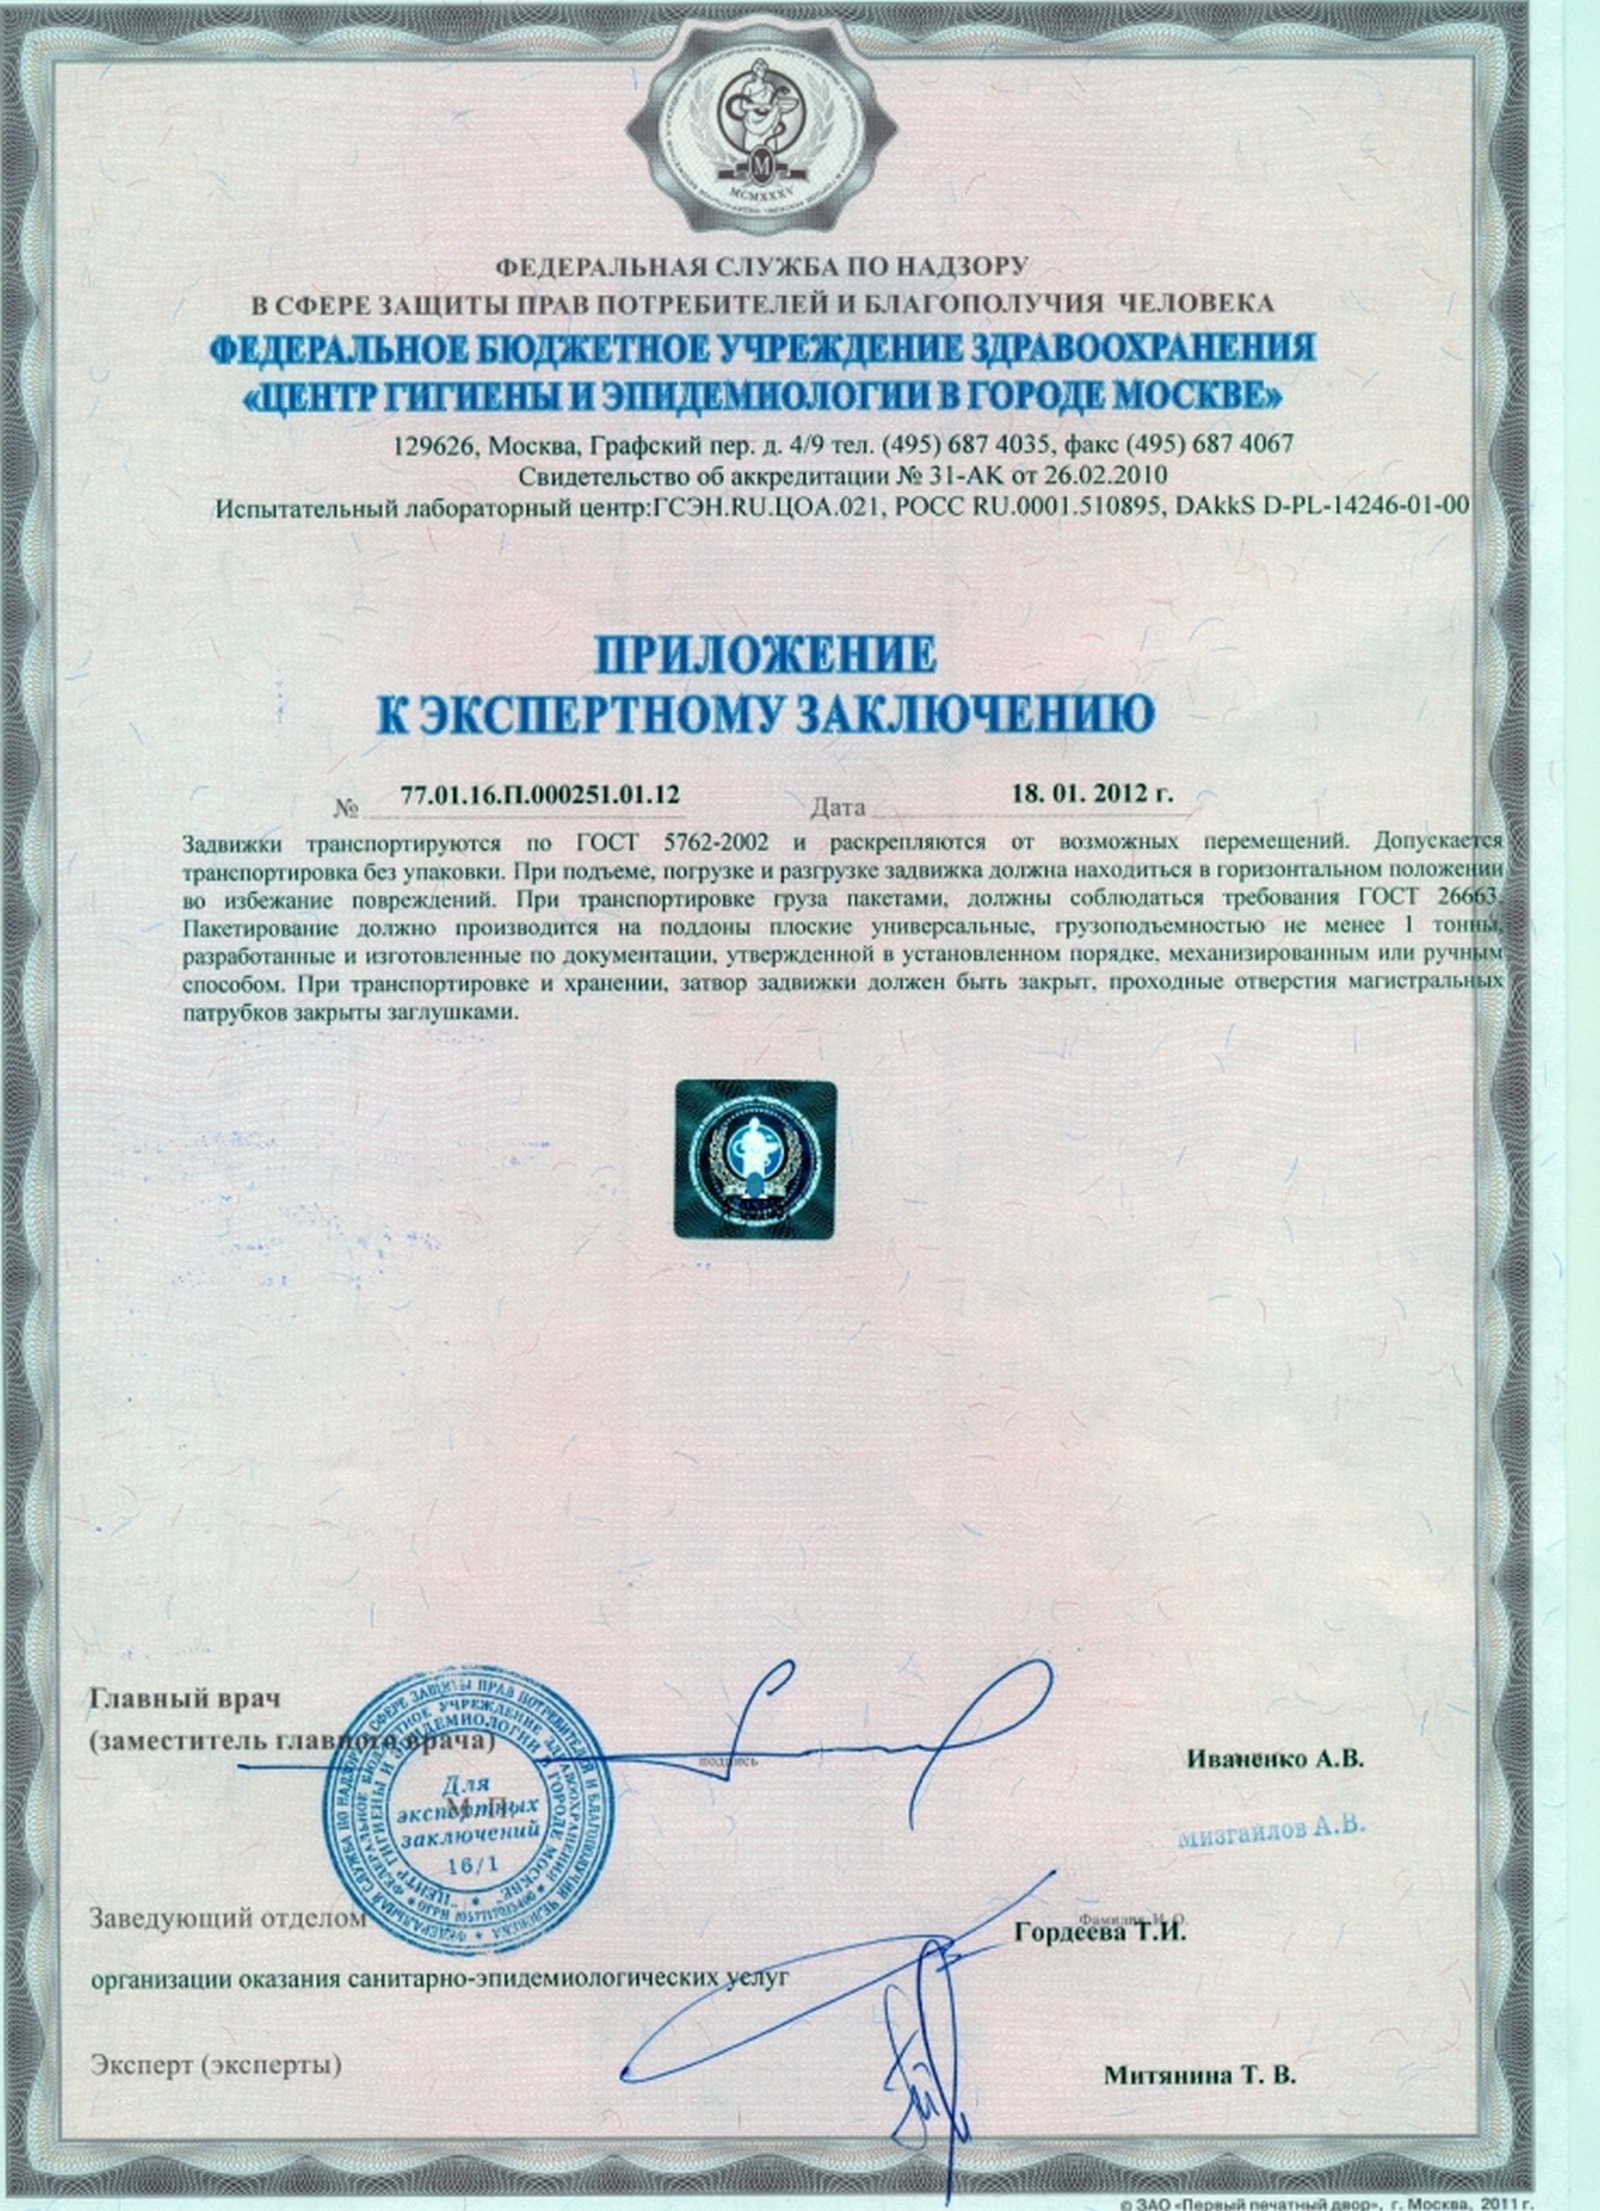 MCMXXXV
М
ФЕДЕРАЛЬНАЯ СЛУЖБА ПО НАДЗОРУ
В СФЕРЕ ЗАЩИТЫ ПРАВ ПОТРЕБИТЕЛЕЙ И БЛАГОПОЛУЧИЯ ЧЕЛОВЕКА
ФЕДЕРАЛЬНОЕ БЮДЖЕТНОЕ УЧРЕЖДЕНИЕ ЗДРАВООХРАНЕНИЯ
«ЦЕНТР ГИГИЕНЫ И ЭПИДЕМИОЛОГИИ В ГОРОДЕ МОСКВЕ»
129626, Москва, Графский пер. д. 4/9 тел. (495) 687 4035, факс (495) 687 4067
Свидетельство об аккредитации № 31-АК от 26.02.2010
Испытательный лабораторный центр:ГСЭН.RU.ЦОА.021, РОСС RU.0001.510895, DAkkS D-PL-14246-01-00
ПРИЛОЖЕНИЕ
К ЭКСПЕРТНОМУ ЗАКЛЮЧЕНИЮ
№ 77.01.16.П.000251.01.12 Дата 18. 01. 2012 г.
Задвижки транспортируются по ГОСТ 5762-2002 и раскрепляются от возможных перемещений. Допускается
транспортировка без упаковки. При подъеме, погрузке и разгрузке задвижка должна находиться в горизонтальном положении
во избежание повреждений. При транспортировке груза пакетами, должны соблюдаться требования ГОСТ 26663.
Пакетирование должно производится на поддоны плоские универсальные, грузоподъемностью не менее 1 тонны,
разработанные и изготовленные по документации, утвержденной в установленном порядке, механизированным или ручным
способом. При транспортировке и хранении, затвор задвижки должен быть закрыт, проходные отверстия магистральных
патрубков закрыты заглушками.
Главный врач
(заместитель главного врача)
подпись
Иваненко А.В.
М.П.
Для
экспертных
заключений
16/1
ФЕДЕРАЛЬНАЯ СЛУЖБА ПО НАДЗОРУ В СФЕРЕ ЗАЩИТЫ ПРАВ ПОТРЕБИТЕЛЕЙ И БЛАГОПОЛУЧИЯ ЧЕЛОВЕКА
ФЕДЕРАЛЬНОЕ БЮДЖЕТНОЕ УЧРЕЖДЕНИЕ ЗДРАВООХРАНЕНИЯ
"ЦЕНТР ГИГИЕНЫ И ЭПИДЕМИОЛОГИИ В ГОРОДЕ МОСКВЕ"
ОГРН
Мизгайлов А.В.
Заведующий отделом
Фамилия И. О.
Гордеева Т.И.
организации оказания санитарно-эпидемиологических услуг
Эксперт (эксперты)
Митянина Т. В.
© ЗАО «Первый печатный двор», г. Москва, 2011 г.